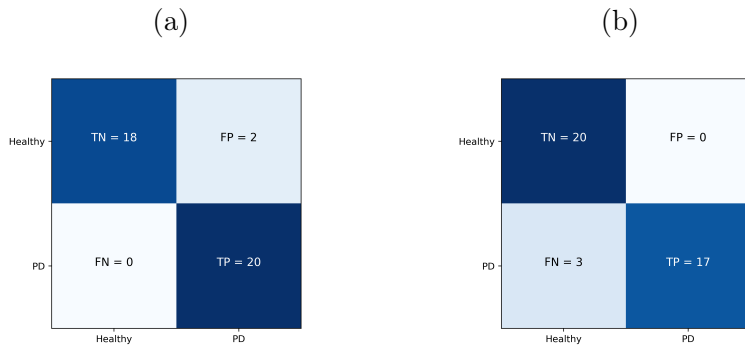 (a)
Healthy
TN = 18
FP = 2
PD
FN = 0
TP = 20
Healthy
PD
(b)
Healthy
TN = 20
FP = 0
PD
FN = 3
TP = 17
Healthy
PD